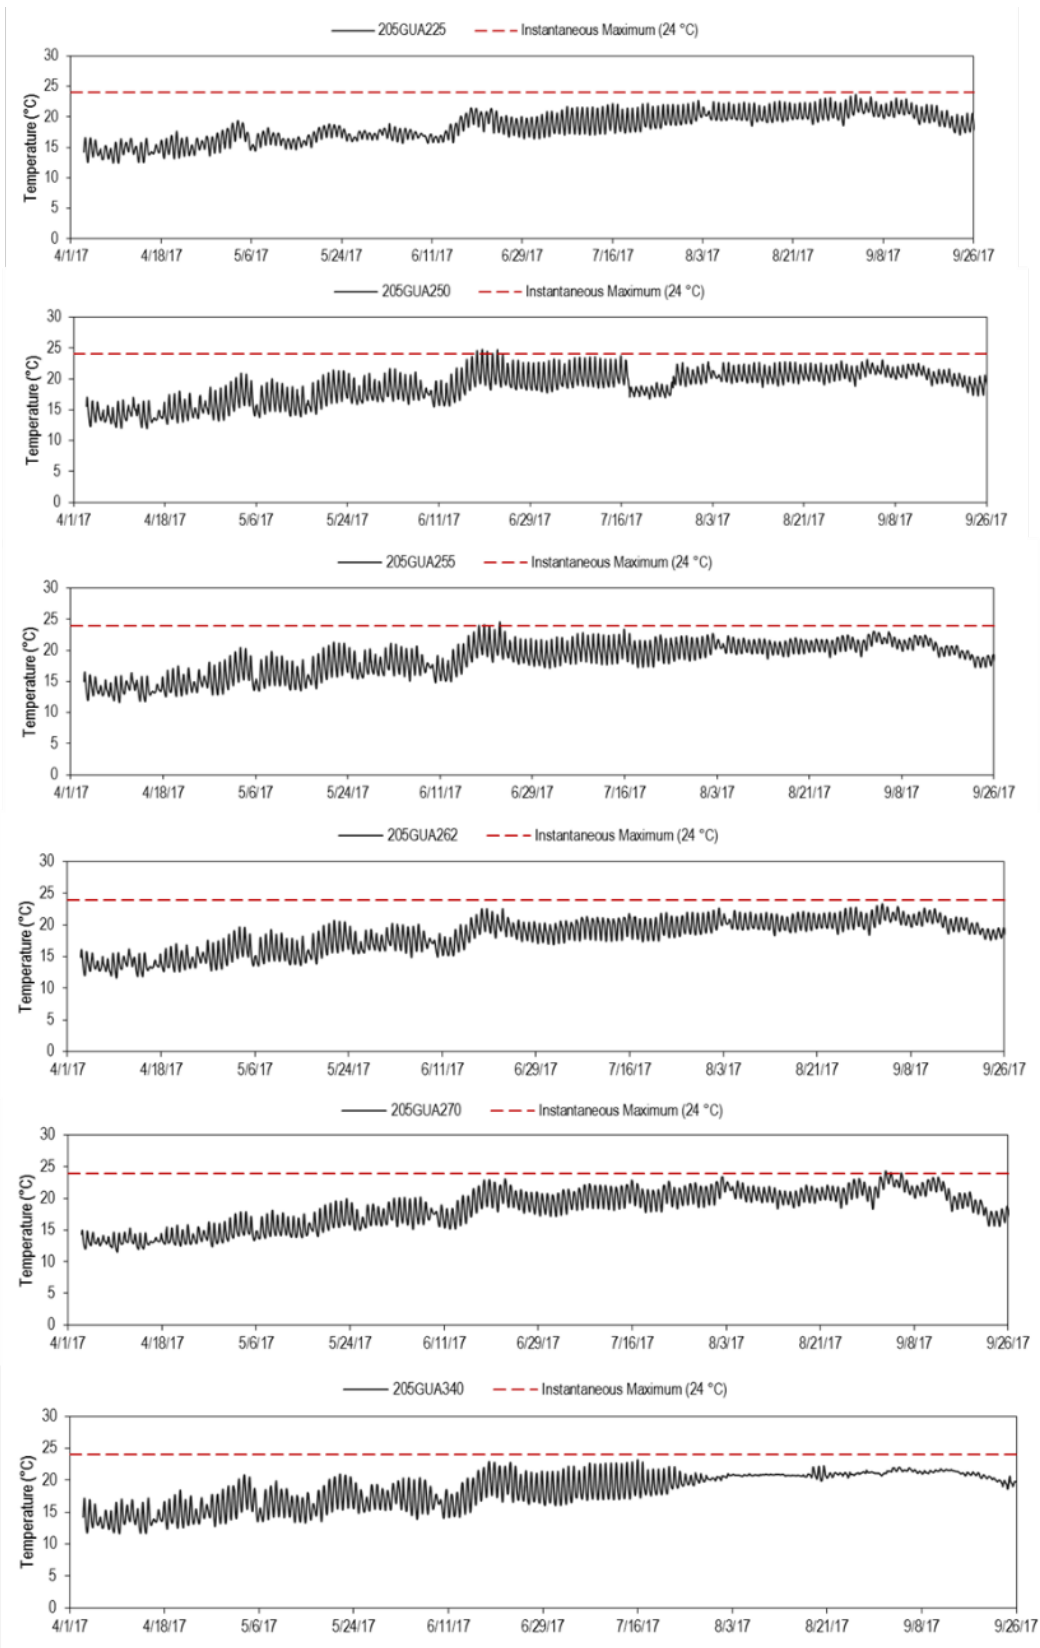 205GUA225 Instantaneous Maximum (24 °C)
30
25
20
15
10
5
0
Temperature (°C)
4/1/17 4/18/17 5/6/17 5/24/17 6/11/17 6/29/17 7/16/17 8/3/17 8/21/17 9/8/17 9/26/17
205GUA250 Instantaneous Maximum (24 °C)
30
25
20
15
10
5
0
Temperature (°C)
4/1/17 4/18/17 5/6/17 5/24/17 6/11/17 6/29/17 7/16/17 8/3/17 8/21/17 9/8/17 9/26/17
205GUA255 Instantaneous Maximum (24 °C)
30
25
20
15
10
5
0
Temperature (°C)
4/1/17 4/18/17 5/6/17 5/24/17 6/11/17 6/29/17 7/16/17 8/3/17 8/21/17 9/8/17 9/26/17
205GUA262 Instantaneous Maximum (24 °C)
30
25
20
15
10
5
0
Temperature (°C)
4/1/17 4/18/17 5/6/17 5/24/17 6/11/17 6/29/17 7/16/17 8/3/17 8/21/17 9/8/17 9/26/17
205GUA270 Instantaneous Maximum (24 °C)
30
25
20
15
10
5
0
Temperature (°C)
4/1/17 4/18/17 5/6/17 5/24/17 6/11/17 6/29/17 7/16/17 8/3/17 8/21/17 9/8/17 9/26/17
205GUA340 Instantaneous Maximum (24 °C)
30
25
20
15
10
5
0
Temperature (°C)
4/1/17 4/18/17 5/6/17 5/24/17 6/11/17 6/29/17 7/16/17 8/3/17 8/21/17 9/8/17 9/26/17